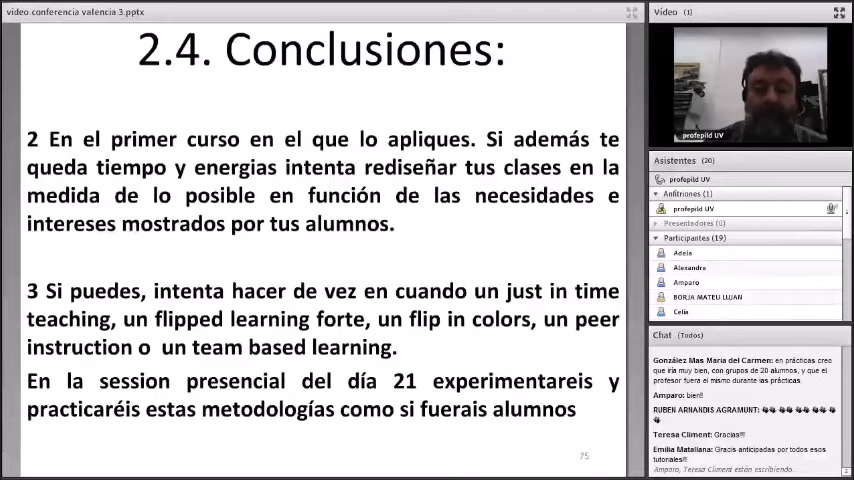 video conferencia valencia 3.pptx
2.4. Conclusiones:
2 En el primer curso en el que lo apliques. Si además te
queda tiempo y energias intenta rediseñar tus clases en la
medida de lo posible en función de las necesidades e
intereses mostrados por tus alumnos.
3 Si puedes, intenta hacer de vez en cuando un just in time
teaching, un flipped learning forte, un flip in colors, un peer
instruction o un team based learning.
En la session presencial del día 21 experimentareis y
practicaréis estas metodologías como si fuerais alumnos
75
Vídeo (1)
profepild UV
Asistentes (20)
profepild UV
Anfitriones (1)
profepild UV
Presentadores (0)
Participantes (19)
Adela
Alexandra
Amparo
BORJA MATEU LUJAN
Celia
Chat (Todos)
González Mas Maria del Carmen: en prácticas creo
que iría muy bien, con grupos de 20 alumnos, y que el
profesor fuera el mismo durante las prácticas
Amparo: bien!!
RUBEN ARNANDIS AGRAMUNT:
Teresa Climent: Gracias!!!
Emilia Matallana: Gracis anticipadas por todos esos
tutoriales!!
Amparo, Teresa Climent están escribiendo...